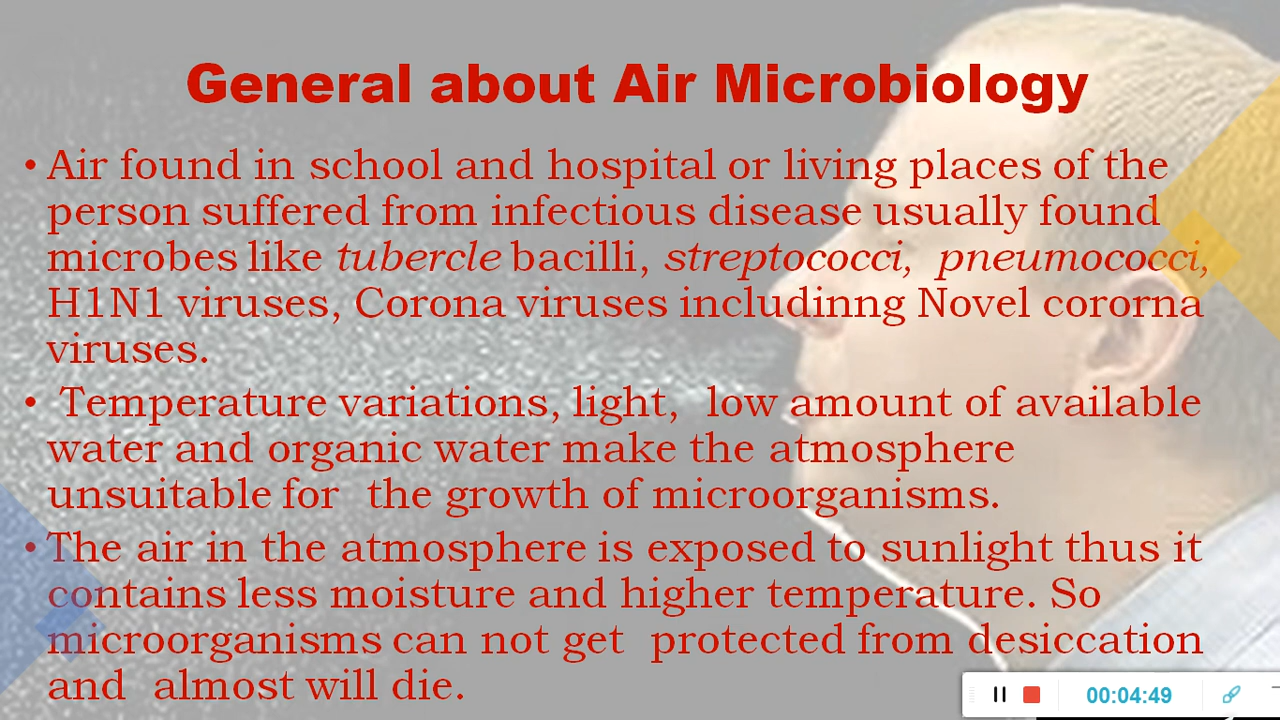 General about Air Microbiology
• Air found in school and hospital or living places of the
person suffered from infectious disease usually found
microbes like tubercle bacilli, streptococci, pneumococci,
H1N1 viruses, Corona viruses includinng Novel cororna
viruses.
• Temperature variations, light, low amount of available
water and organic water make the atmosphere
unsuitable for the growth of microorganisms.
• The air in the atmosphere is exposed to sunlight thus it
contains less moisture and higher temperature. So
microorganisms can not get protected from desiccation
and almost will die.
00:04:49